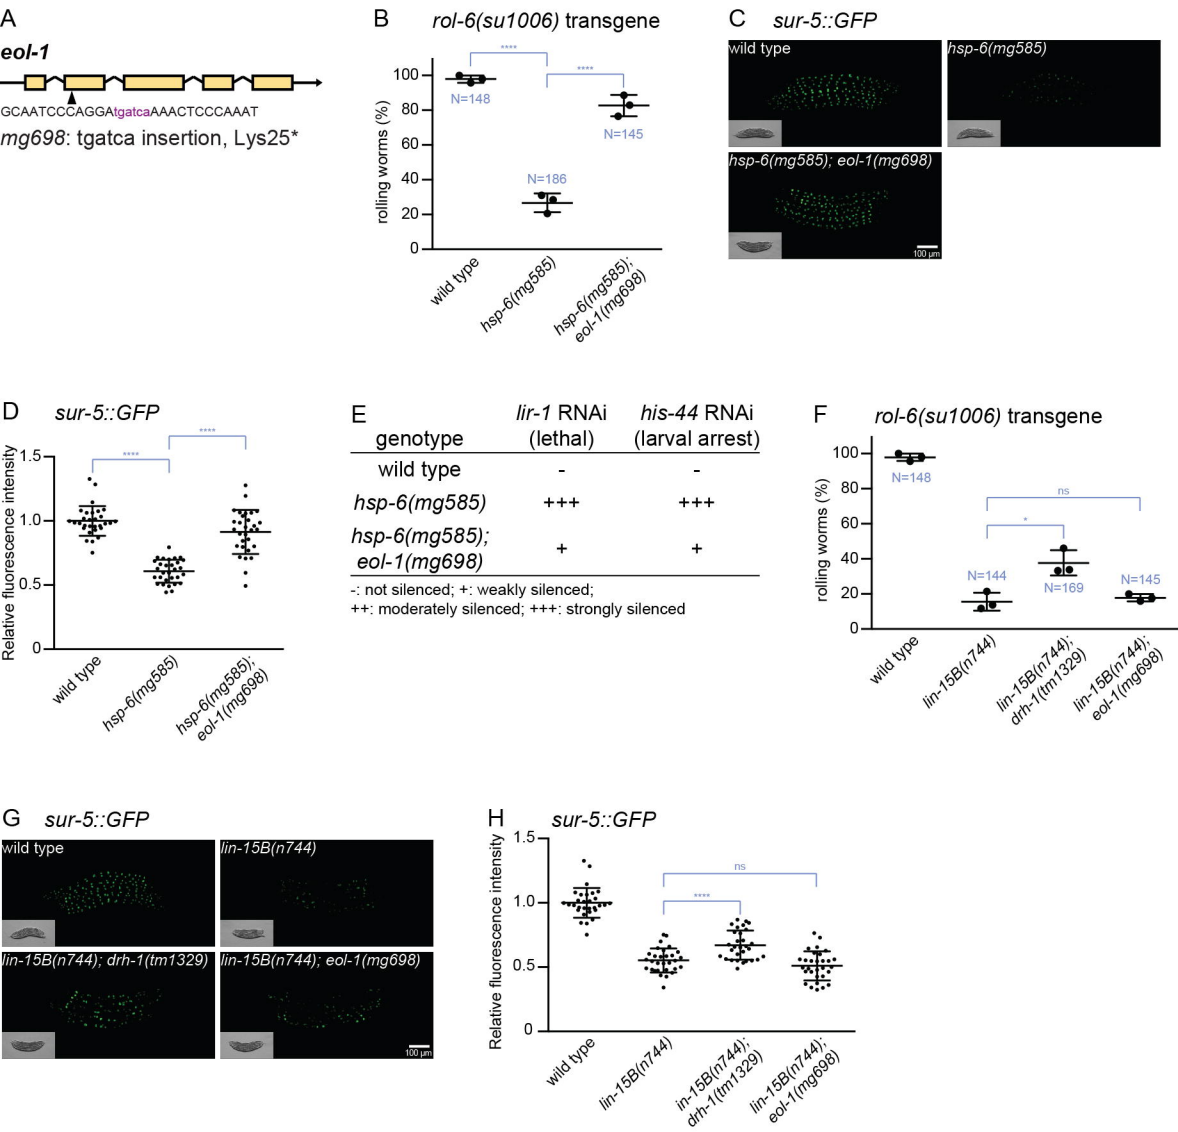 A
eol-1
GCAATCCCAGGAtgatcaAAACTCCCAAAT
mg698: tgatca insertion, Lys25*
B
rol-6(su1006) transgene
****
****
rolling worms (%)
100
80
60
40
20
0
N=148
N=186
N=145
wild type
hsp-6(mg585)
hsp-6(mg585);
eol-1(mg698)
C
sur-5::GFP
wild type
hsp-6(mg585)
hsp-6(mg585); eol-1(mg698)
100 µm
D
sur-5::GFP
****
****
Relative fluorescence intensity
1.5
1.0
0.5
0
wild type
hsp-6(mg585)
hsp-6(mg585);
eol-1(mg698)
E
genotype
lir-1 RNAi
(lethal)
his-44 RNAi
(larval arrest)
wild type - -
hsp-6(mg585) +++ +++
hsp-6(mg585);
eol-1(mg698) + +
-: not silenced; +: weakly silenced;
++: moderately silenced; +++: strongly silenced
F
rol-6(su1006) transgene
ns
*
rolling worms (%)
100
80
60
40
20
0
N=148
N=144
N=169
N=145
wild type
lin-15B(n744)
lin-15B(n744);
drh-1(tm1329)
lin-15B(n744);
eol-1(mg698)
G
sur-5::GFP
wild type
lin-15B(n744)
lin-15B(n744); drh-1(tm1329)
lin-15B(n744); eol-1(mg698)
100 µm
H
sur-5::GFP
ns
****
Relative fluorescence intensity
1.5
1.0
0.5
0
wild type
lin-15B(n744)
in-15B(n744);
drh-1(tm1329)
lin-15B(n744);
eol-1(mg698)